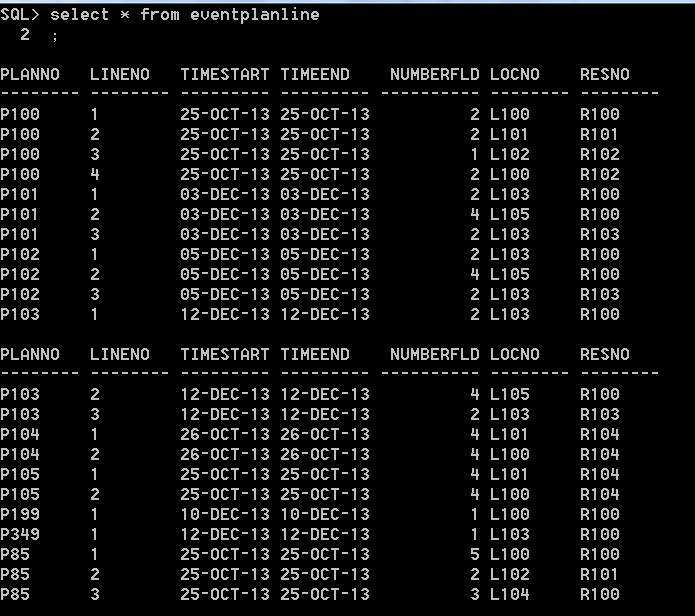 SQL> select * from eventplanline
  2  ;
PLANNO   LINENO   TIMESTART TIMEEND    NUMBERFLD LOCNO    RESNO
-------- -------- --------- --------- ---------- -------- --------
P100     1        25-OCT-13 25-OCT-13          2 L100     R100
P100     2        25-OCT-13 25-OCT-13          2 L101     R101
P100     3        25-OCT-13 25-OCT-13          1 L102     R102
P100     4        25-OCT-13 25-OCT-13          2 L100     R102
P101     1        03-DEC-13 03-DEC-13          2 L103     R100
P101     2        03-DEC-13 03-DEC-13          4 L105     R100
P101     3        03-DEC-13 03-DEC-13          2 L103     R103
P102     1        05-DEC-13 05-DEC-13          2 L103     R100
P102     2        05-DEC-13 05-DEC-13          4 L105     R100
P102     3        05-DEC-13 05-DEC-13          2 L103     R103
P103     1        12-DEC-13 12-DEC-13          2 L103     R100
PLANNO   LINENO   TIMESTART TIMEEND    NUMBERFLD LOCNO    RESNO
-------- -------- --------- --------- ---------- -------- --------
P103     2        12-DEC-13 12-DEC-13          4 L105     R100
P103     3        12-DEC-13 12-DEC-13          2 L103     R103
P104     1        26-OCT-13 26-OCT-13          4 L101     R104
P104     2        26-OCT-13 26-OCT-13          4 L100     R104
P105     1        25-OCT-13 25-OCT-13          4 L101     R104
P105     2        25-OCT-13 25-OCT-13          4 L100     R104
P199     1        10-DEC-13 10-DEC-13          1 L100     R100
P349     1        12-DEC-13 12-DEC-13          1 L103     R100
P85      1        25-OCT-13 25-OCT-13          5 L100     R100
P85      2        25-OCT-13 25-OCT-13          2 L102     R101
P85      3        25-OCT-13 25-OCT-13          3 L104     R100